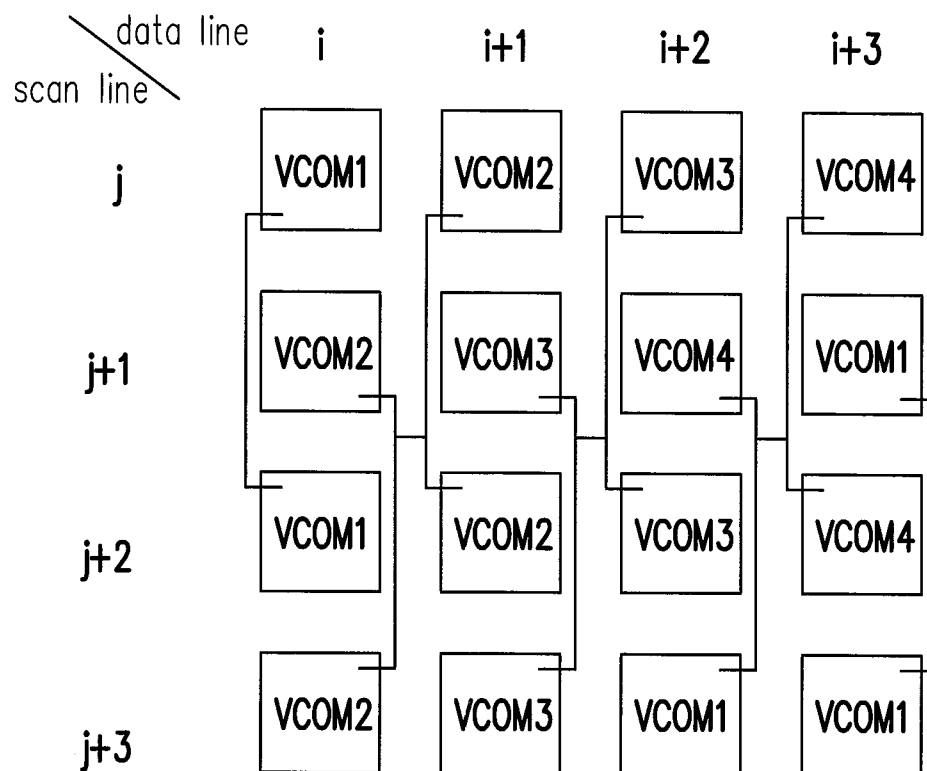 data line i i+1 i+2 i+3
scan line
j VCOM1 VCOM2 VCOM3 VCOM4
j+1 VCOM2 VCOM3 VCOM4 VCOM1
j+2 VCOM1 VCOM2 VCOM3 VCOM4
j+3 VCOM2 VCOM3 VCOM1 VCOM1